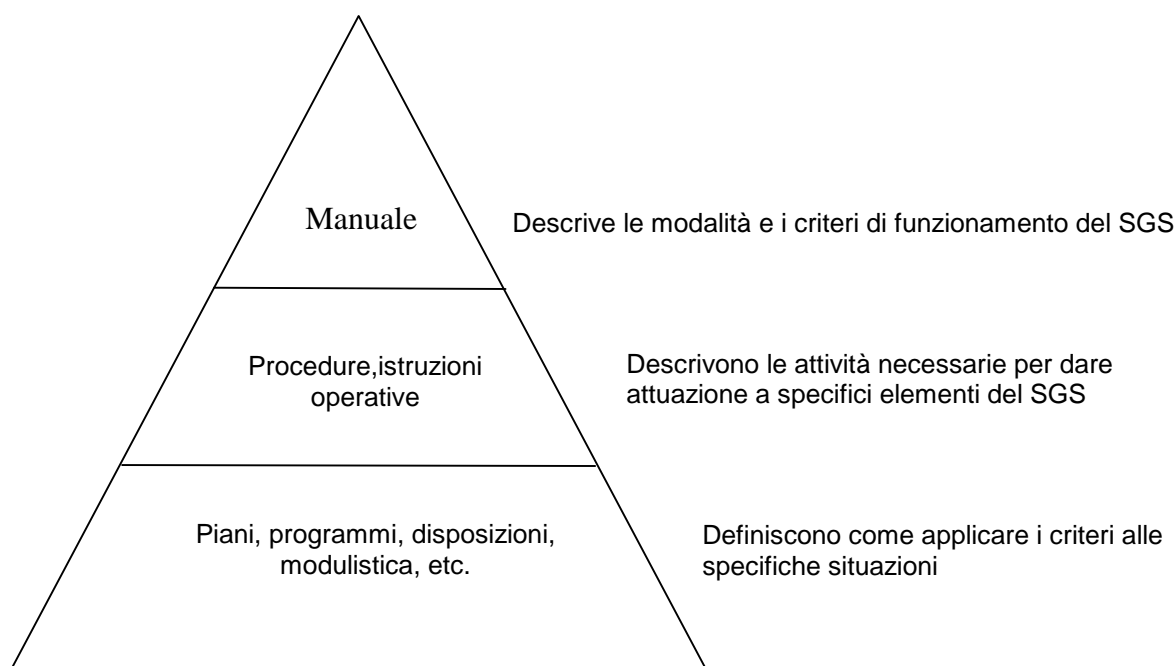 Manuale
Descrive le modalità e i criteri di funzionamento del SGS
Procedure,istruzioni
operative
Descrivono le attività necessarie per dare
attuazione a specifici elementi del SGS
Piani, programmi, disposizioni,
modulistica, etc.
Definiscono come applicare i criteri alle
specifiche situazioni